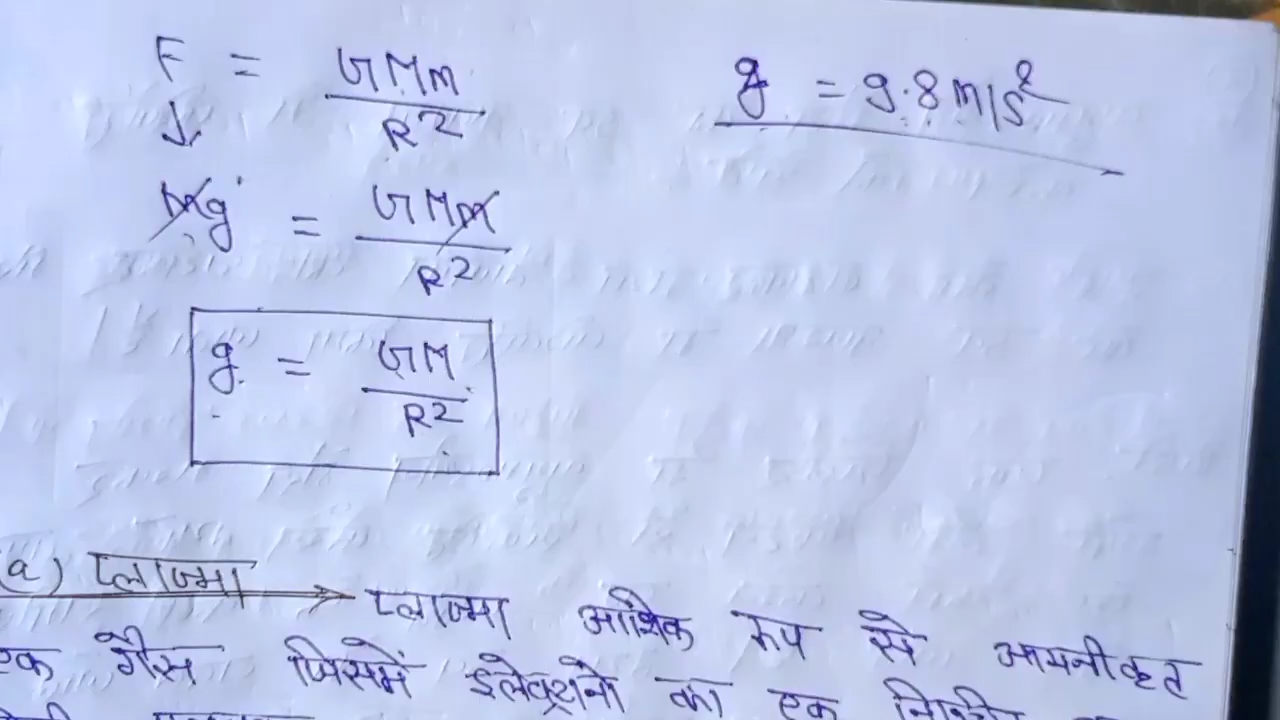 F = GMm / R²
g = 9.8 m/s²
↓
mg = GMm / R²
g = GM / R²
(a) प्लाज्मा → प्लाज्मा आंशिक रूप से आयनीकृत
एक गैस जिसमें इलेक्ट्रानो का एक